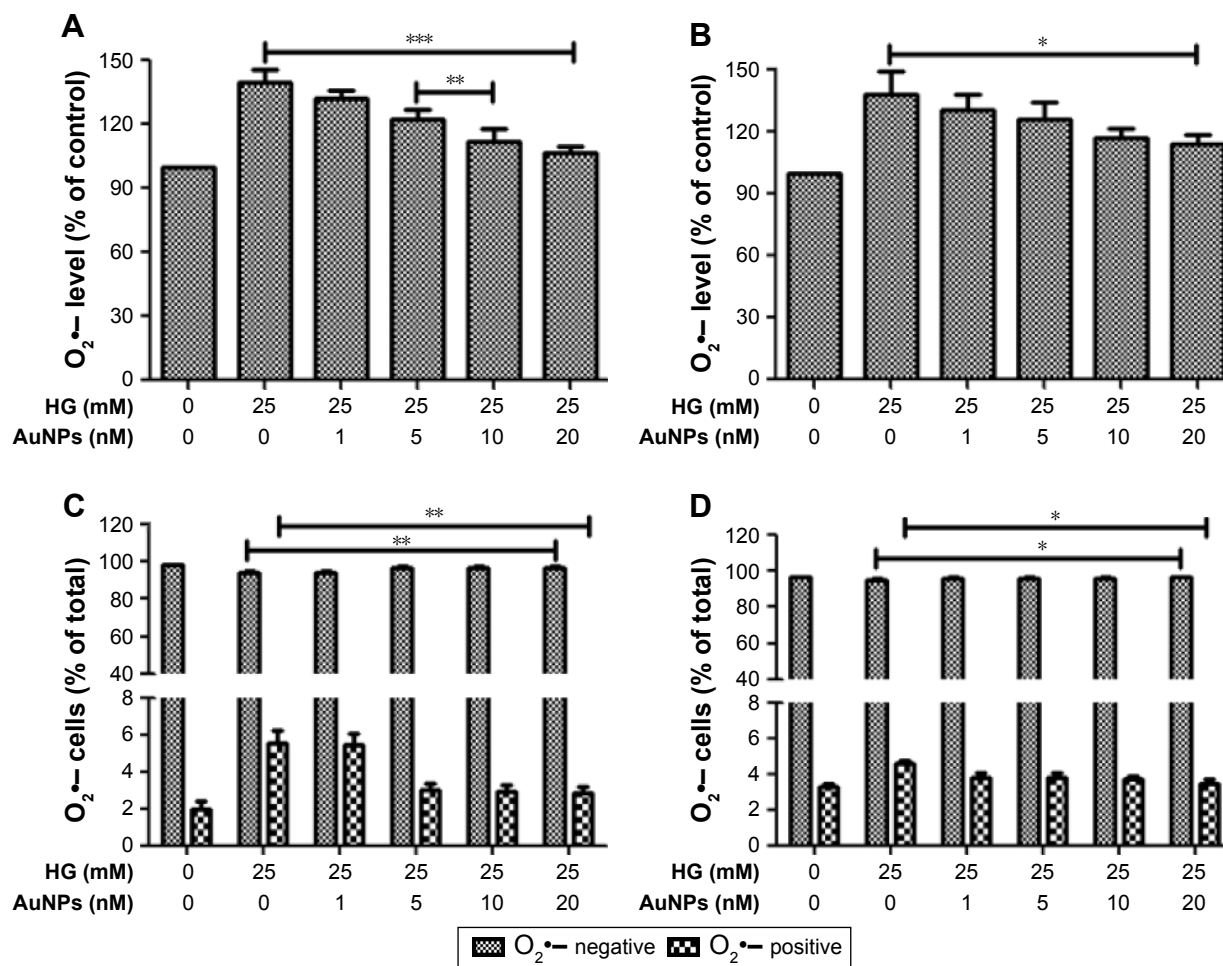 A
O₂•– level (% of control)
150
120
90
60
30
0
***
**
HG (mM) 0 25 25 25 25 25
AuNPs (nM) 0 0 1 5 10 20
B
O₂•– level (% of control)
150
120
90
60
30
0
*
HG (mM) 0 25 25 25 25 25
AuNPs (nM) 0 0 1 5 10 20
C
O₂•– cells (% of total)
120
100
80
60
40
8
6
4
2
0
**
**
HG (mM) 0 25 25 25 25 25
AuNPs (nM) 0 0 1 5 10 20
D
O₂•– cells (% of total)
120
100
80
60
40
8
6
4
2
0
*
*
HG (mM) 0 25 25 25 25 25
AuNPs (nM) 0 0 1 5 10 20
O₂•– negative O₂•– positive